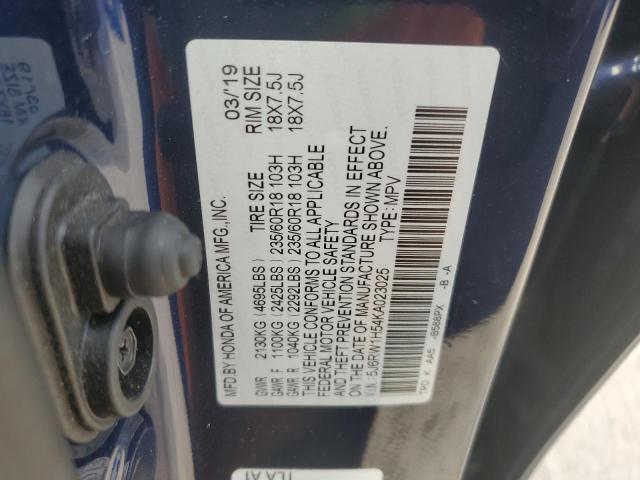 MFD.BY HONDA OF AMERICA MFG.,INC. 03/'19
TIRE SIZE RIM SIZE
GVWR 2130KG(4695LBS)
GAWR F 1100KG(2425LBS) 235/60R18 103H 18X7.5J
GAWR R 1040KG(2292LBS) 235/60R18 103H 18X7.5J
THIS VEHICLE CONFORMS TO ALL APPLICABLE
FEDERAL MOTOR VEHICLE SAFETY
AND THEFT PREVENTION STANDARDS IN EFFECT
ON THE DATE OF MANUFACTURE SHOWN ABOVE.
V.I.N.:5J6RW1H54KA023025 TYPE:MPV
TPD K AA5 -B588PX -B -A